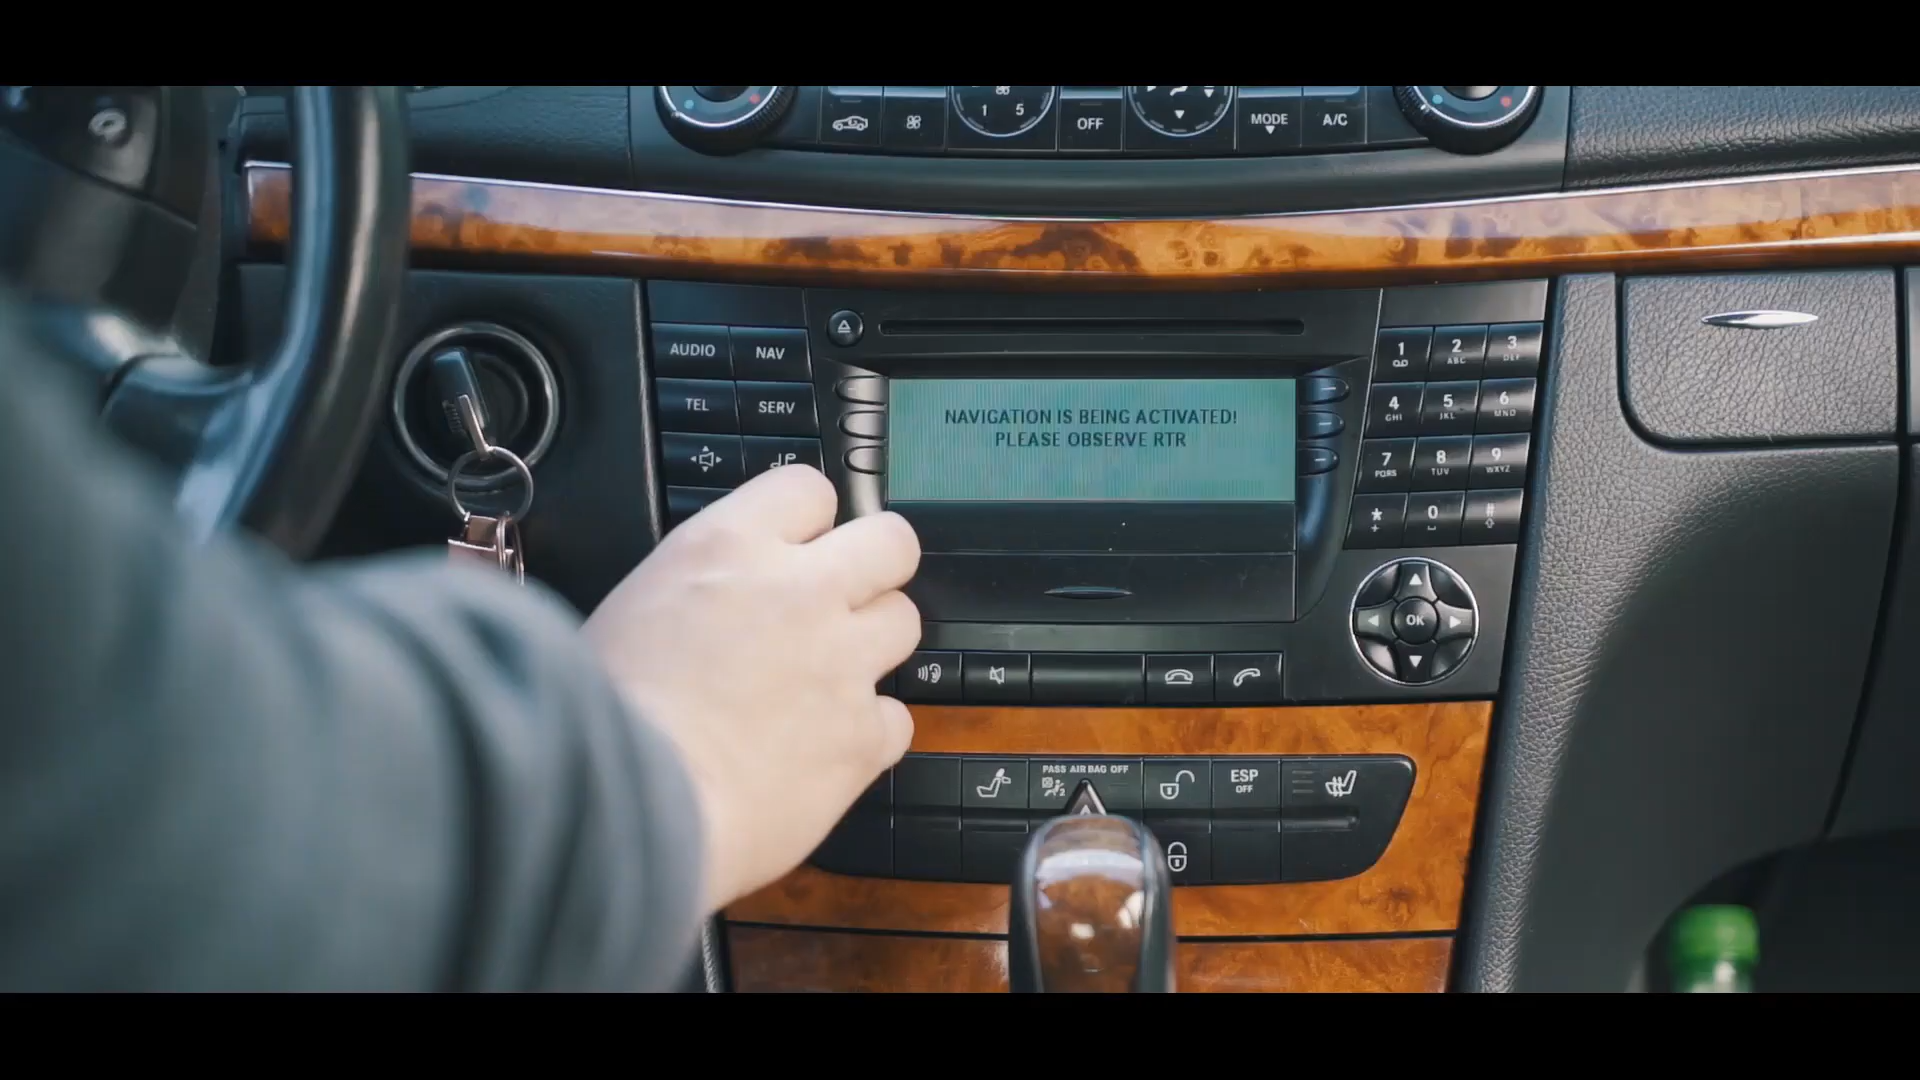 1 5
OFF
MODE
A/C
AUDIO
NAV
TEL
SERV
NAVIGATION IS BEING ACTIVATED!
PLEASE OBSERVE RTR
1
2 ABC
3 DEF
4 GHI
5 JKL
6 MNO
7 PQRS
8 TUV
9 WXYZ
* +
0
#
OK
PASS AIR BAG OFF
2
ESP
OFF